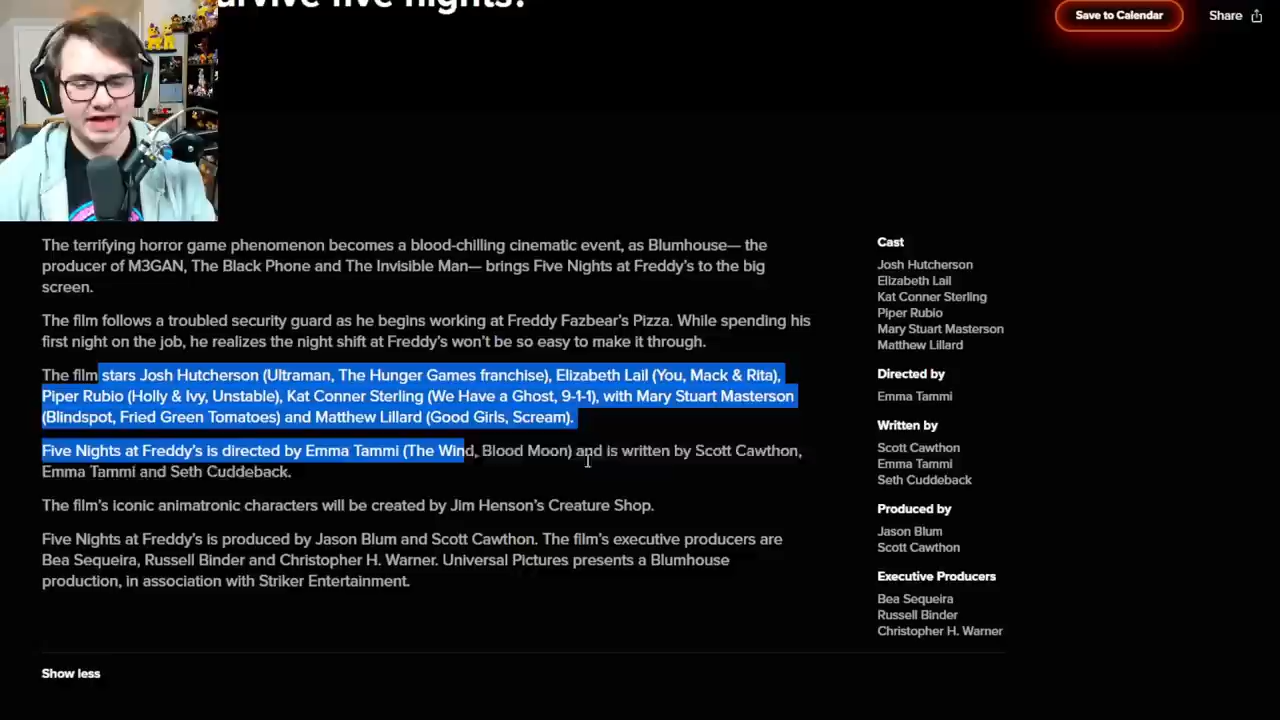 urvive five nights?
Save to Calendar
Share
The terrifying horror game phenomenon becomes a blood-chilling cinematic event, as Blumhouse— the
producer of M3GAN, The Black Phone and The Invisible Man— brings Five Nights at Freddy's to the big
screen.
The film follows a troubled security guard as he begins working at Freddy Fazbear's Pizza. While spending his
first night on the job, he realizes the night shift at Freddy's won't be so easy to make it through.
The film stars Josh Hutcherson (Ultraman, The Hunger Games franchise), Elizabeth Lail (You, Mack & Rita),
Piper Rubio (Holly & Ivy, Unstable), Kat Conner Sterling (We Have a Ghost, 9-1-1), with Mary Stuart Masterson
(Blindspot, Fried Green Tomatoes) and Matthew Lillard (Good Girls, Scream).
Five Nights at Freddy's is directed by Emma Tammi (The Wind, Blood Moon) and is written by Scott Cawthon,
Emma Tammi and Seth Cuddeback.
The film's iconic animatronic characters will be created by Jim Henson's Creature Shop.
Five Nights at Freddy's is produced by Jason Blum and Scott Cawthon. The film's executive producers are
Bea Sequeira, Russell Binder and Christopher H. Warner. Universal Pictures presents a Blumhouse
production, in association with Striker Entertainment.
Show less
Cast
Josh Hutcherson
Elizabeth Lail
Kat Conner Sterling
Piper Rubio
Mary Stuart Masterson
Matthew Lillard
Directed by
Emma Tammi
Written by
Scott Cawthon
Emma Tammi
Seth Cuddeback
Produced by
Jason Blum
Scott Cawthon
Executive Producers
Bea Sequeira
Russell Binder
Christopher H. Warner